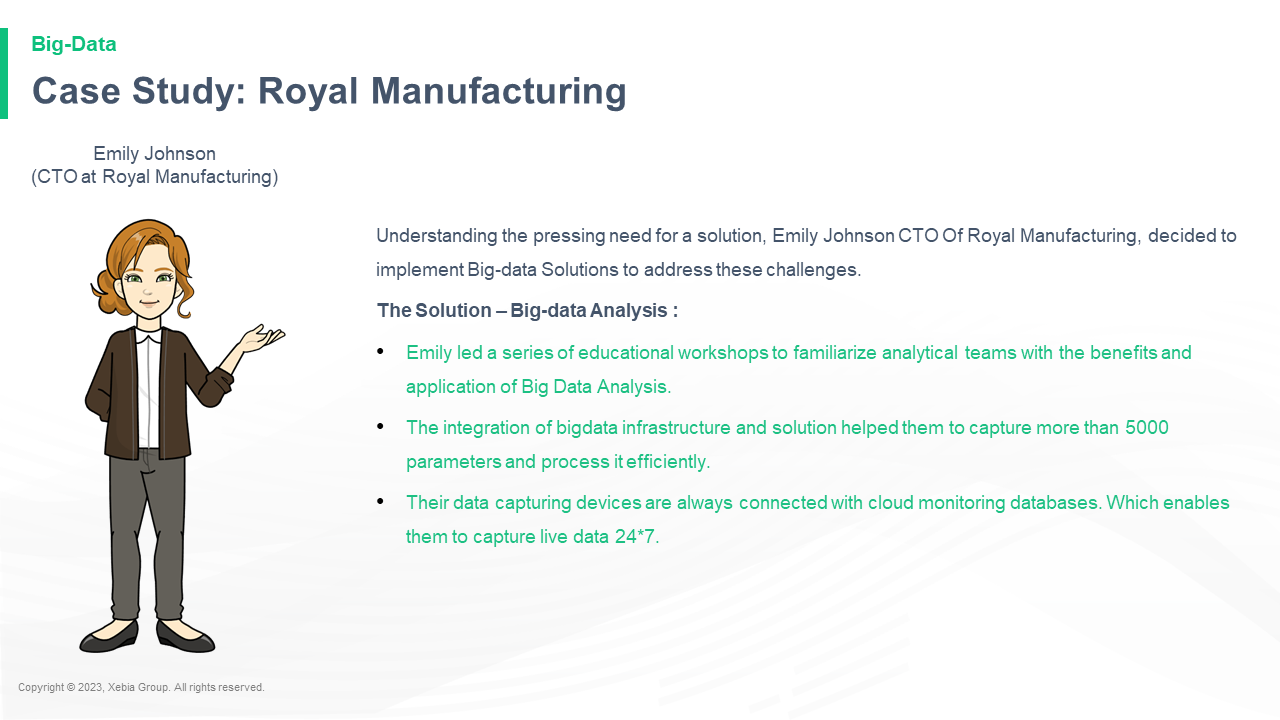 Big-Data
Case Study: Royal Manufacturing
Emily Johnson
(CTO at Royal Manufacturing)
Understanding the pressing need for a solution, Emily Johnson CTO Of Royal Manufacturing, decided to
implement Big-data Solutions to address these challenges.
The Solution – Big-data Analysis :
• Emily led a series of educational workshops to familiarize analytical teams with the benefits and
application of Big Data Analysis.
• The integration of bigdata infrastructure and solution helped them to capture more than 5000
parameters and process it efficiently.
• Their data capturing devices are always connected with cloud monitoring databases. Which enables
them to capture live data 24*7.
Copyright © 2023, Xebia Group. All rights reserved.